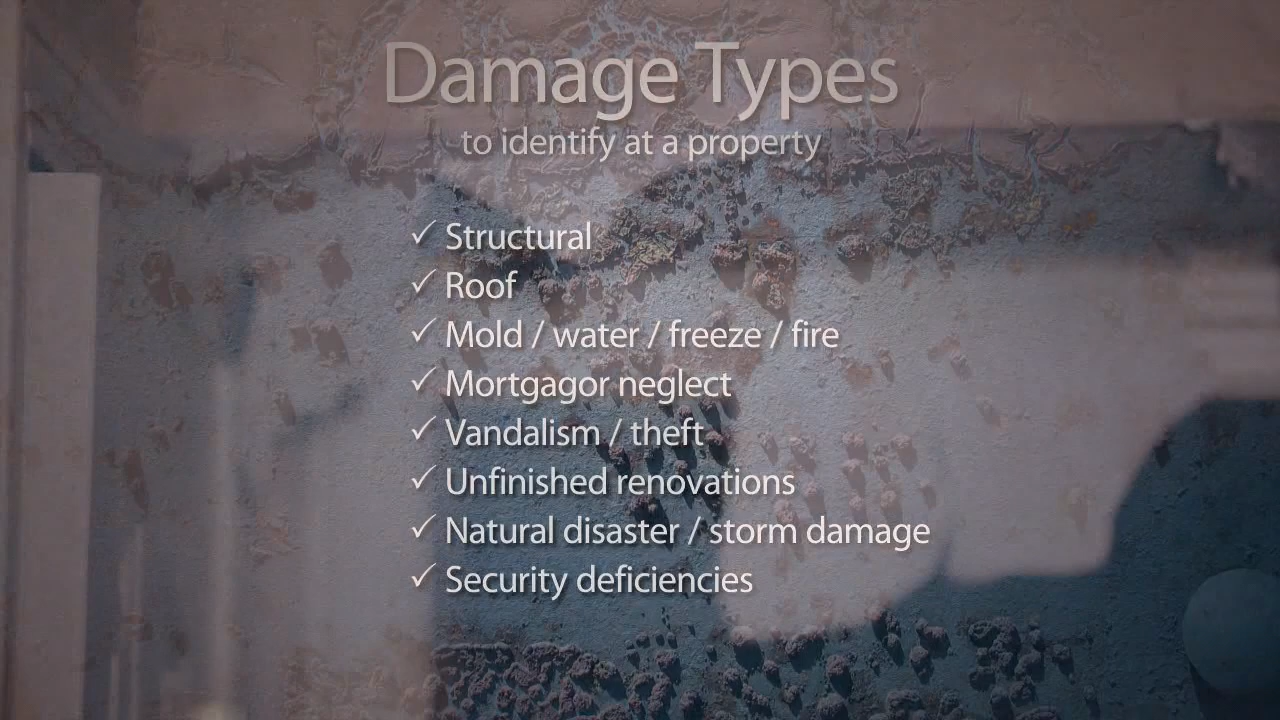 Damage Types
to identify at a property
✓ Structural
✓ Roof
✓ Mold / water / freeze / fire
✓ Mortgagor neglect
✓ Vandalism / theft
✓ Unfinished renovations
✓ Natural disaster / storm damage
✓ Security deficiencies